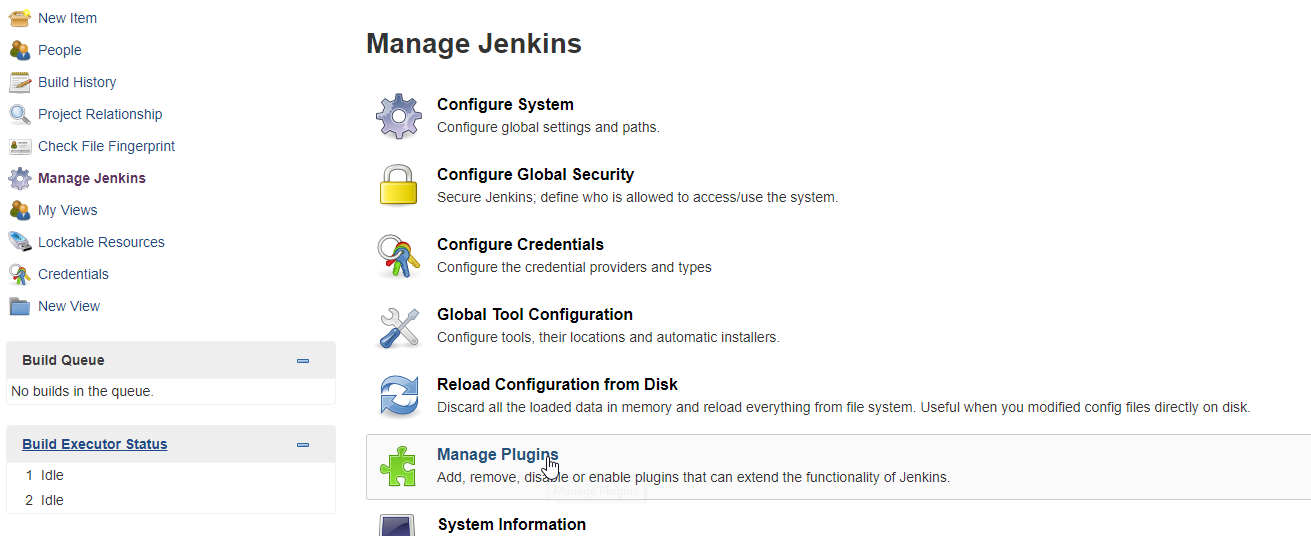 New Item
People
Build History
Project Relationship
Check File Fingerprint
Manage Jenkins
My Views
Lockable Resources
Credentials
New View
Build Queue
No builds in the queue.
Build Executor Status
1 Idle
2 Idle
Manage Jenkins
Configure System
Configure global settings and paths.
Configure Global Security
Secure Jenkins; define who is allowed to access/use the system.
Configure Credentials
Configure the credential providers and types
Global Tool Configuration
Configure tools, their locations and automatic installers.
Reload Configuration from Disk
Discard all the loaded data in memory and reload everything from file system. Useful when you modified config files directly on disk.
Manage Plugins
Add, remove, disable or enable plugins that can extend the functionality of Jenkins.
Manage Plugins
System Information